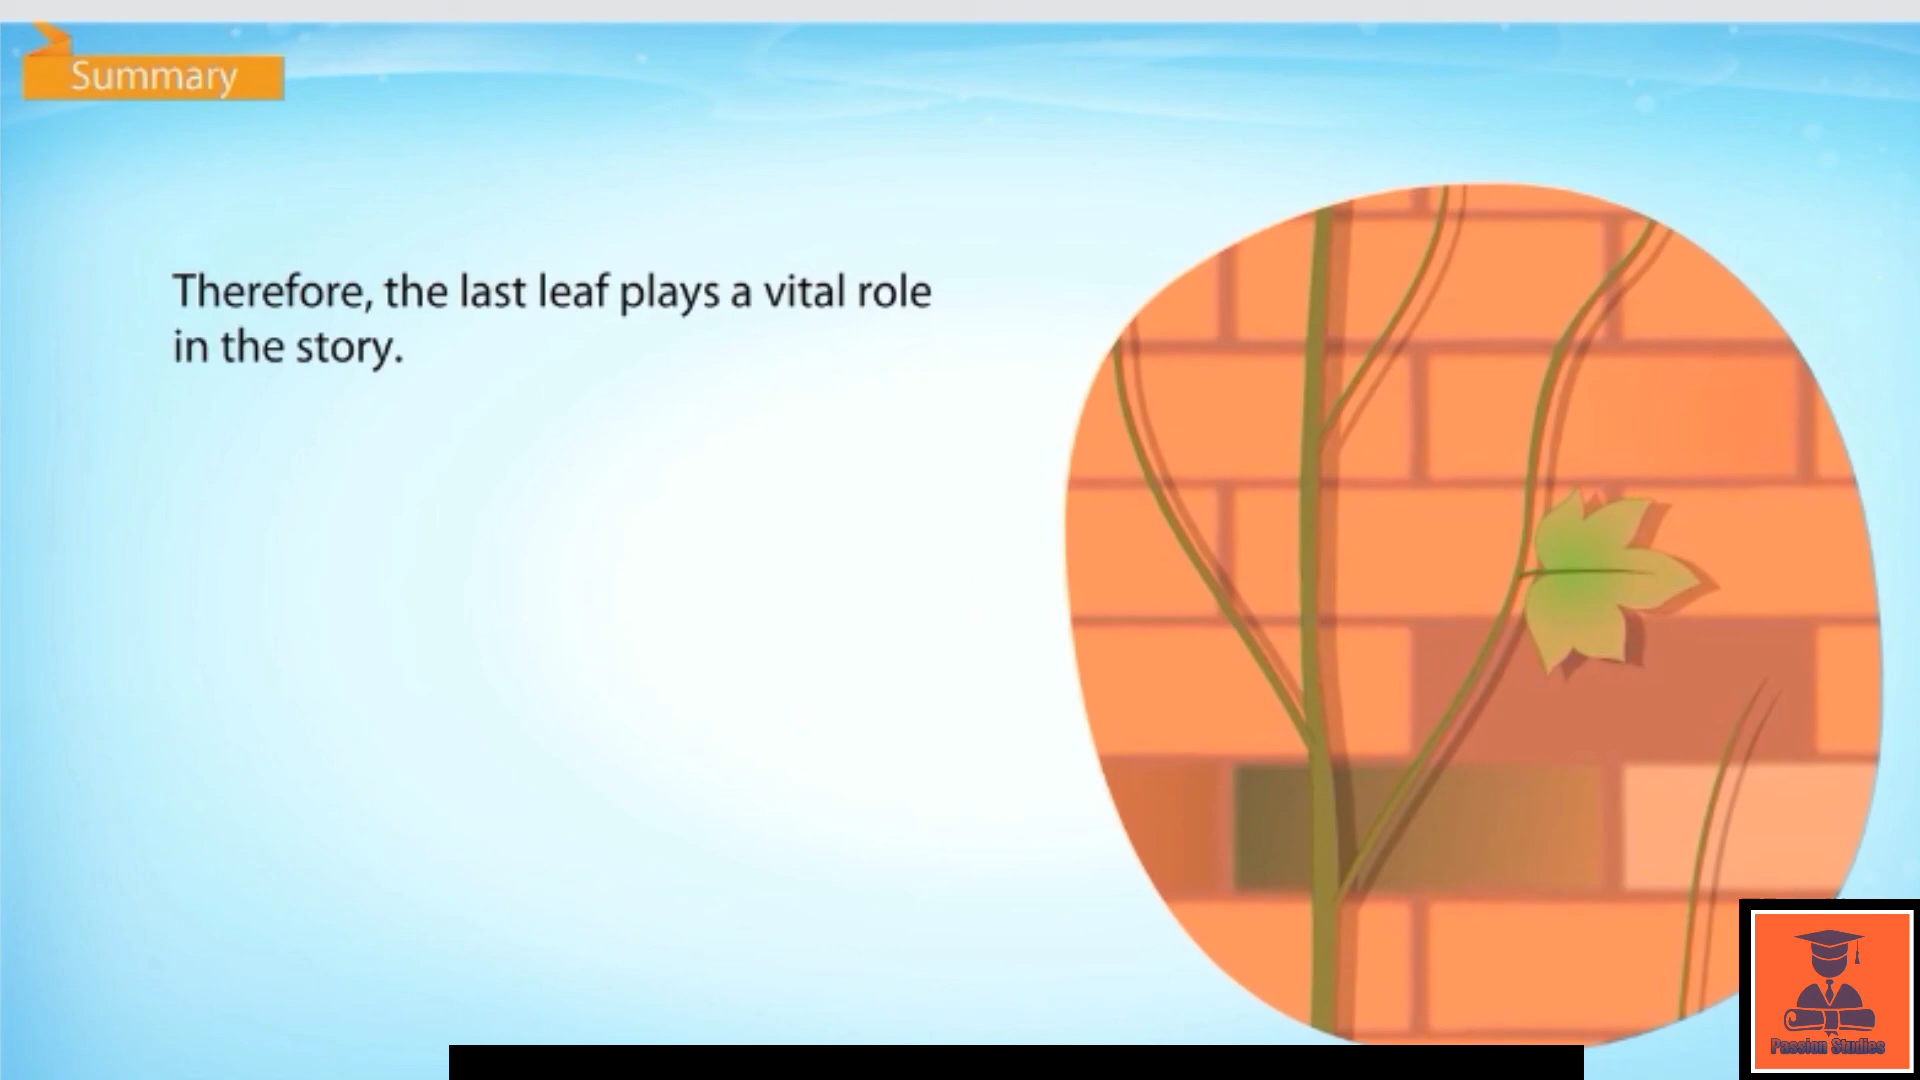 Summary
Therefore, the last leaf plays a vital role
in the story.
Passion Studies